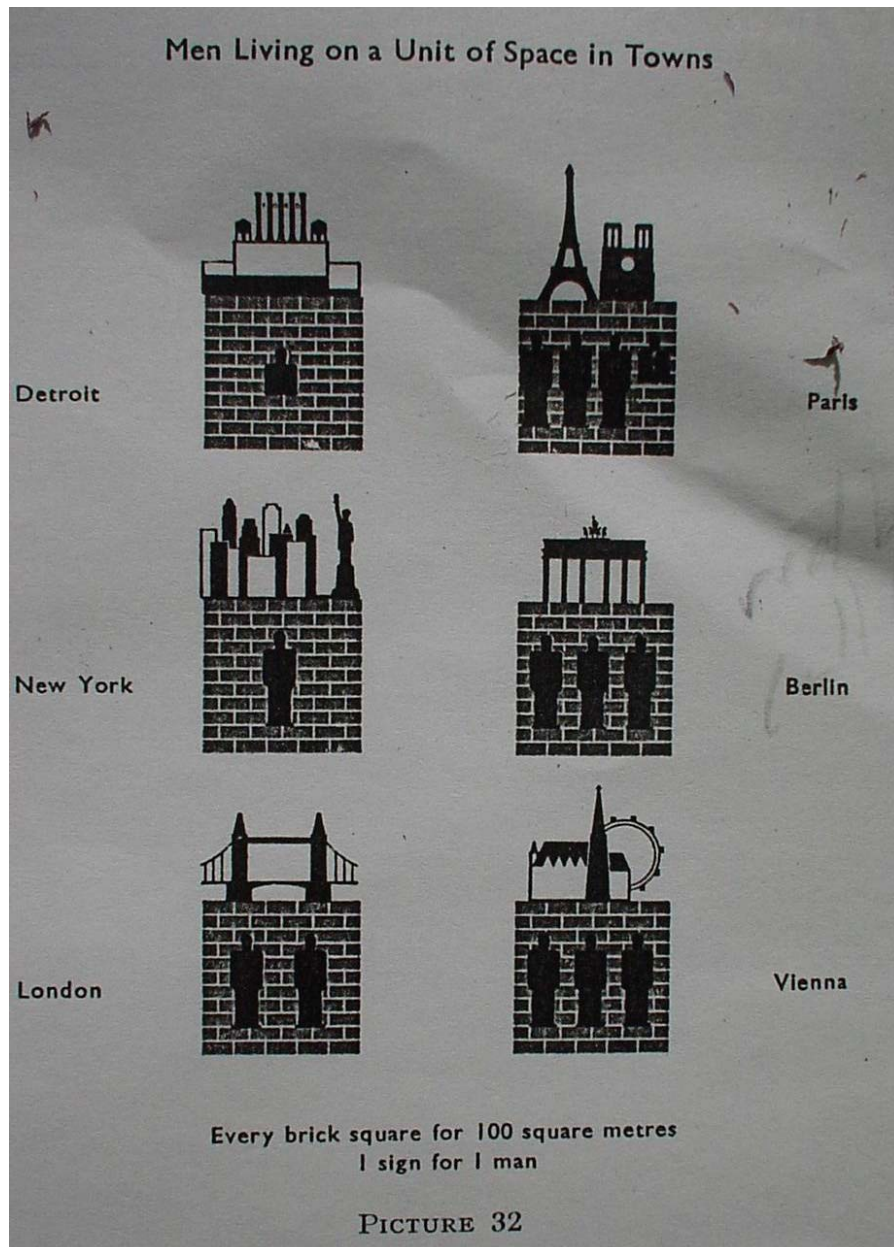 Men Living on a Unit of Space in Towns
Detroit
Paris
New York
Berlin
London
Vienna
Every brick square for 100 square metres
1 sign for 1 man
PICTURE 32